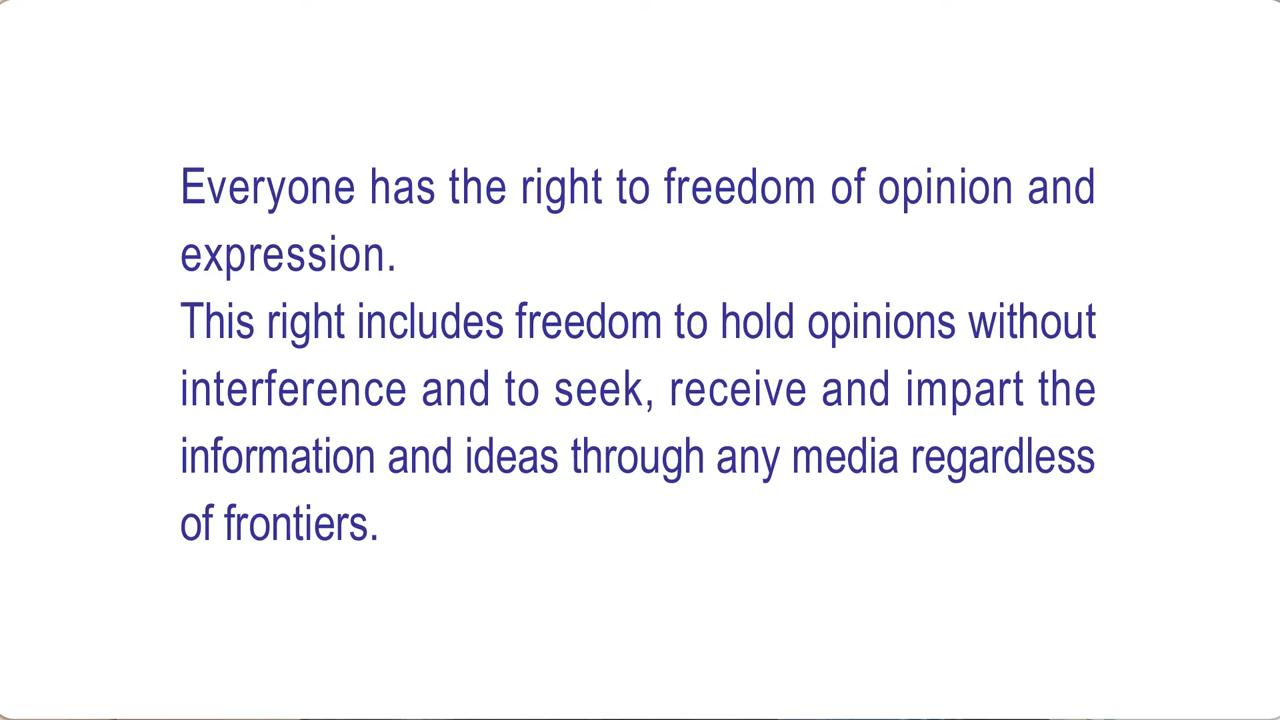 Everyone has the right to freedom of opinion and
expression.
This right includes freedom to hold opinions without
interference and to seek, receive and impart the
information and ideas through any media regardless
of frontiers.